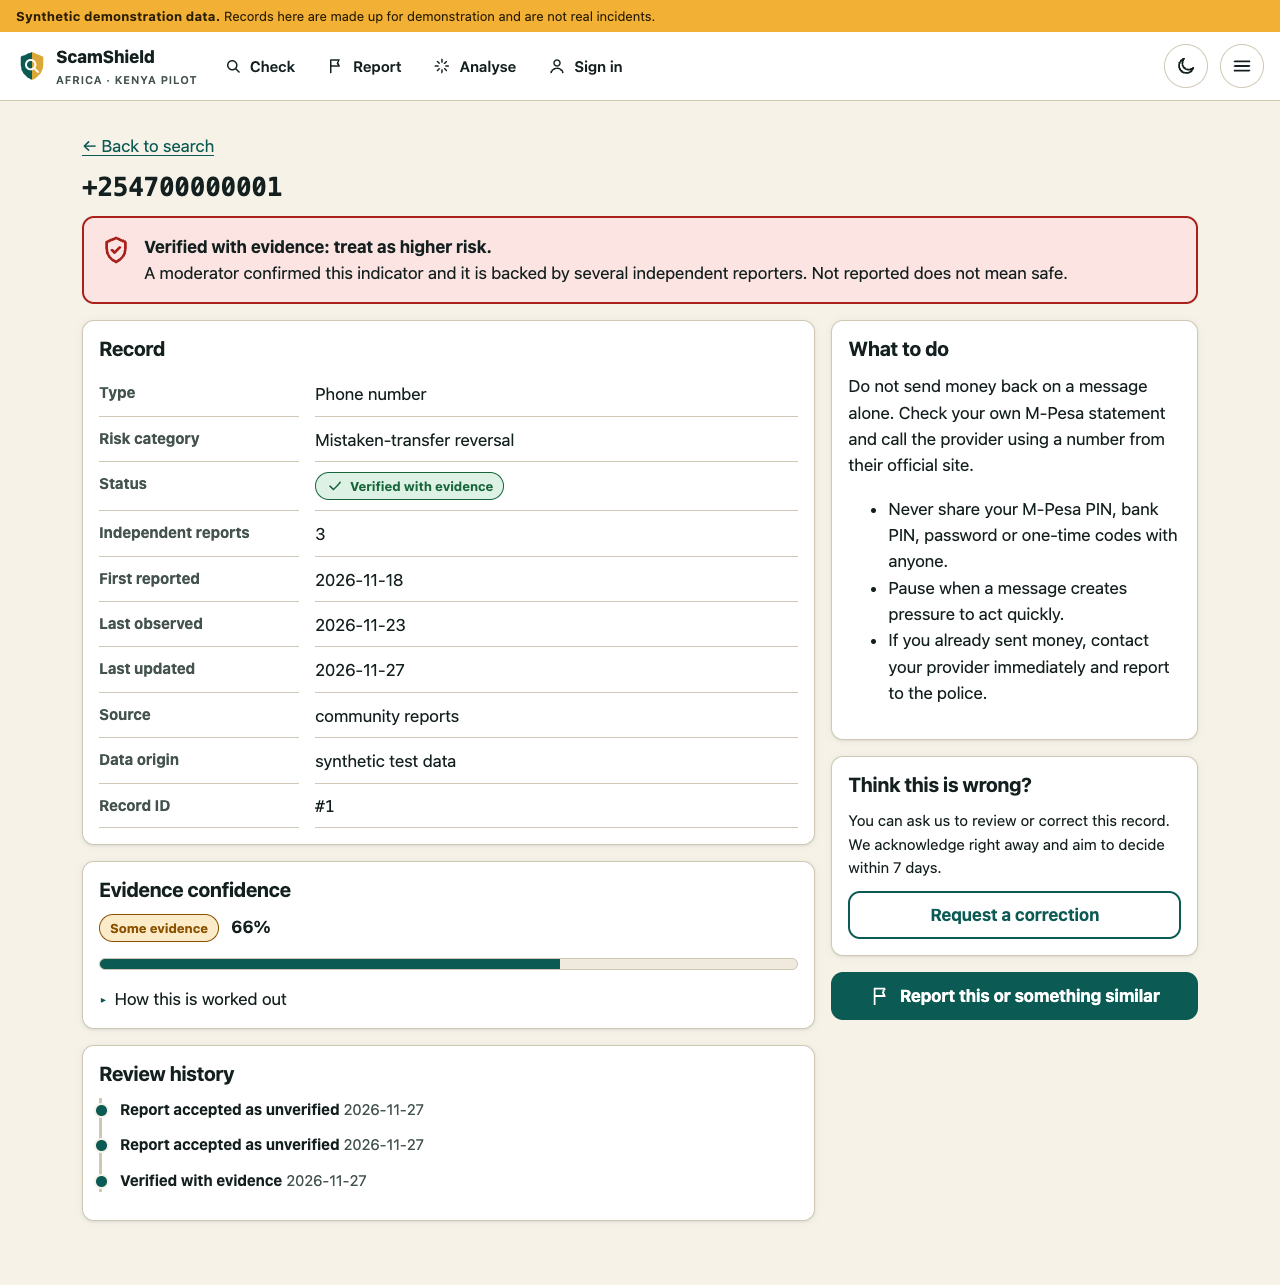 Synthetic demonstration data. Records here are made up for demonstration and are not real incidents.
ScamShield
AFRICA · KENYA PILOT
Check
Report
Analyse
Sign in
← Back to search
+254700000001
Verified with evidence: treat as higher risk.
A moderator confirmed this indicator and it is backed by several independent reporters. Not reported does not mean safe.
Record
Type
Phone number
Risk category
Mistaken-transfer reversal
Status
Verified with evidence
Independent reports
3
First reported
2026-11-18
Last observed
2026-11-23
Last updated
2026-11-27
Source
community reports
Data origin
synthetic test data
Record ID
#1
Evidence confidence
Some evidence 66%
How this is worked out
Review history
Report accepted as unverified 2026-11-27
Report accepted as unverified 2026-11-27
Verified with evidence 2026-11-27
What to do
Do not send money back on a message
alone. Check your own M-Pesa statement
and call the provider using a number from
their official site.
• Never share your M-Pesa PIN, bank
PIN, password or one-time codes with
anyone.
• Pause when a message creates
pressure to act quickly.
• If you already sent money, contact
your provider immediately and report
to the police.
Think this is wrong?
You can ask us to review or correct this record.
We acknowledge right away and aim to decide
within 7 days.
Request a correction
Report this or something similar